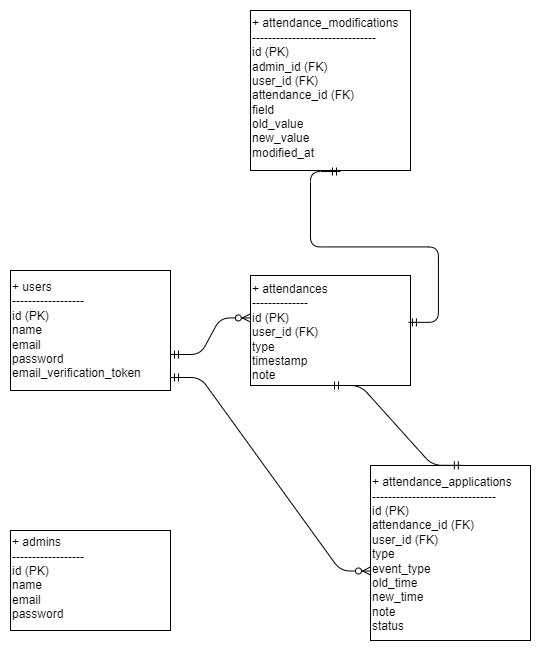 + attendance_modifications
-------------------------------
id (PK)
admin_id (FK)
user_id (FK)
attendance_id (FK)
field
old_value
new_value
modified_at
+ users
------------------
id (PK)
name
email
password
email_verification_token
+ attendances
--------------
id (PK)
user_id (FK)
type
timestamp
note
+ attendance_applications
-------------------------------
id (PK)
attendance_id (FK)
user_id (FK)
type
event_type
old_time
new_time
note
status
+ admins
------------------
id (PK)
name
email
password